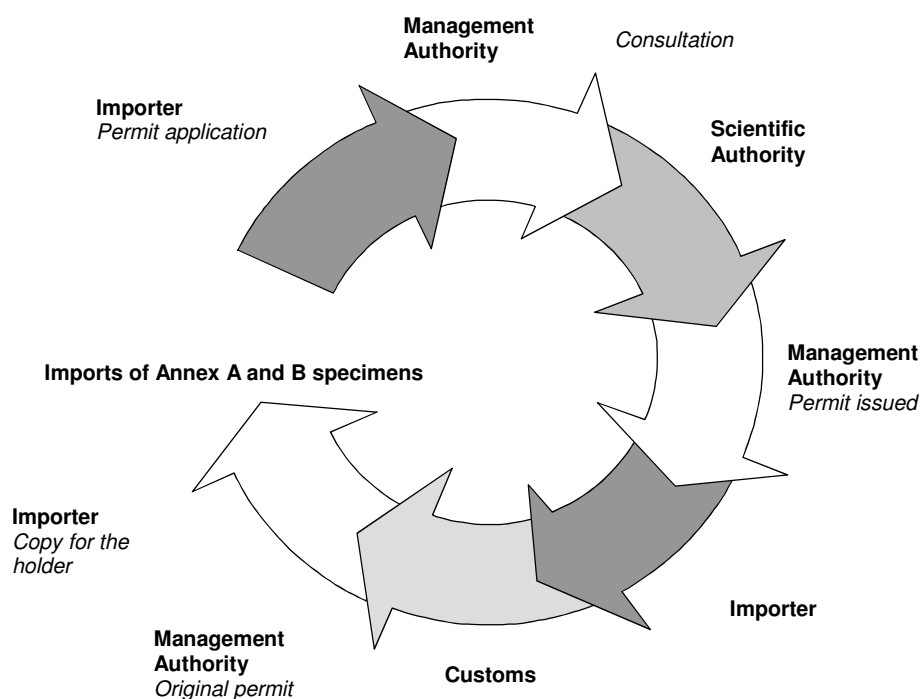 Management
Authority
Consultation
Importer
Permit application
Scientific
Authority
Management
Authority
Permit issued
Imports of Annex A and B specimens
Importer
Copy for the
holder
Importer
Management
Authority
Original permit
Customs